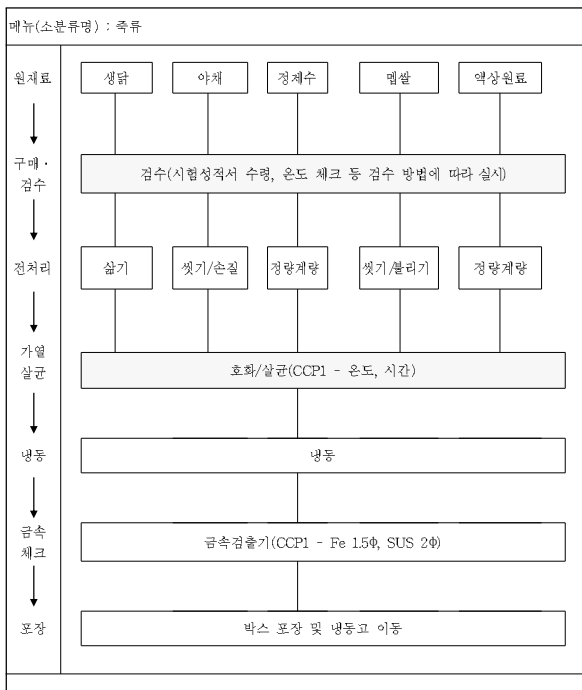 메뉴(소분류명) : 죽류
원재료
생닭
야채
정제수
멥쌀
액상원료
구매·
검수
검수(시험성적서 수령, 온도 체크 등 검수 방법에 따라 실시)
전처리
삶기
씻기/손질
정량계량
씻기/불리기
정량계량
가열
살균
호화/살균(CCP1 - 온도, 시간)
냉동
냉동
금속
체크
금속검출기(CCP1 - Fe 1.5Φ, SUS 2Φ)
포장
박스 포장 및 냉동고 이동